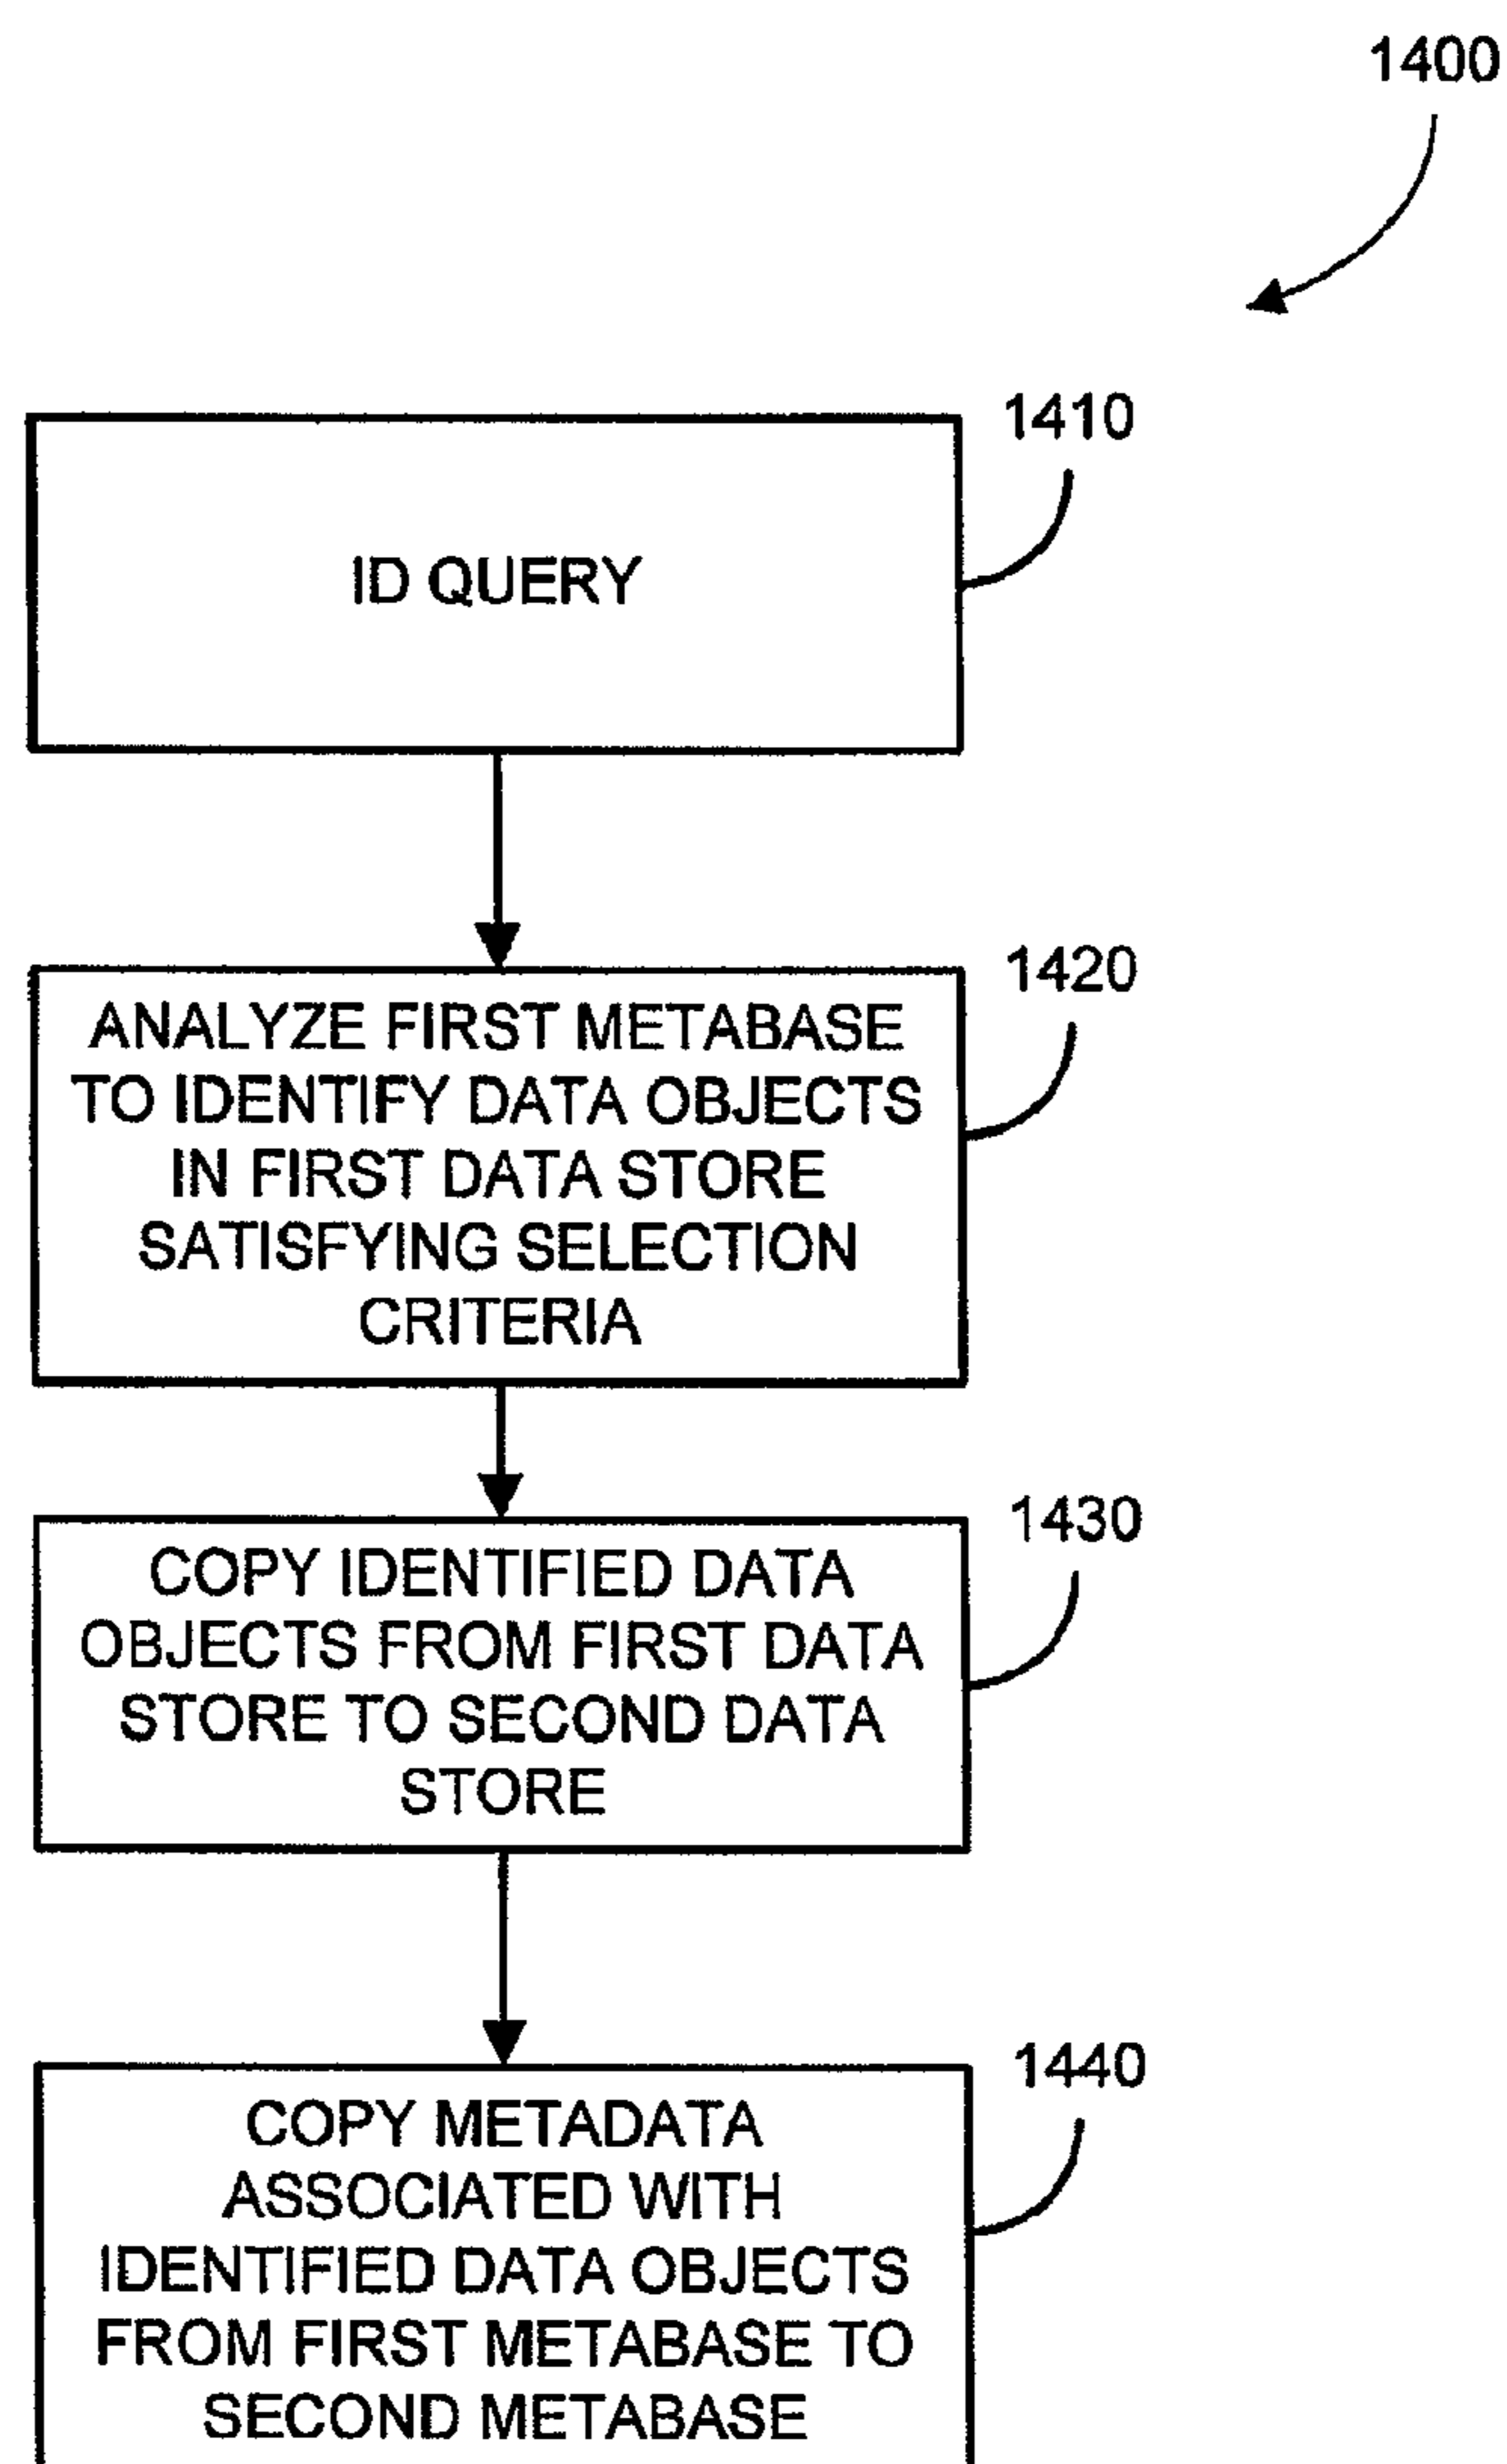 1400
1410
ID QUERY
1420
ANALYZE FIRST METABASE
TO IDENTIFY DATA OBJECTS
IN FIRST DATA STORE
SATISFYING SELECTION
CRITERIA
1430
COPY IDENTIFIED DATA
OBJECTS FROM FIRST DATA
STORE TO SECOND DATA
STORE
1440
COPY METADATA
ASSOCIATED WITH
IDENTIFIED DATA OBJECTS
FROM FIRST METABASE TO
SECOND METABASE